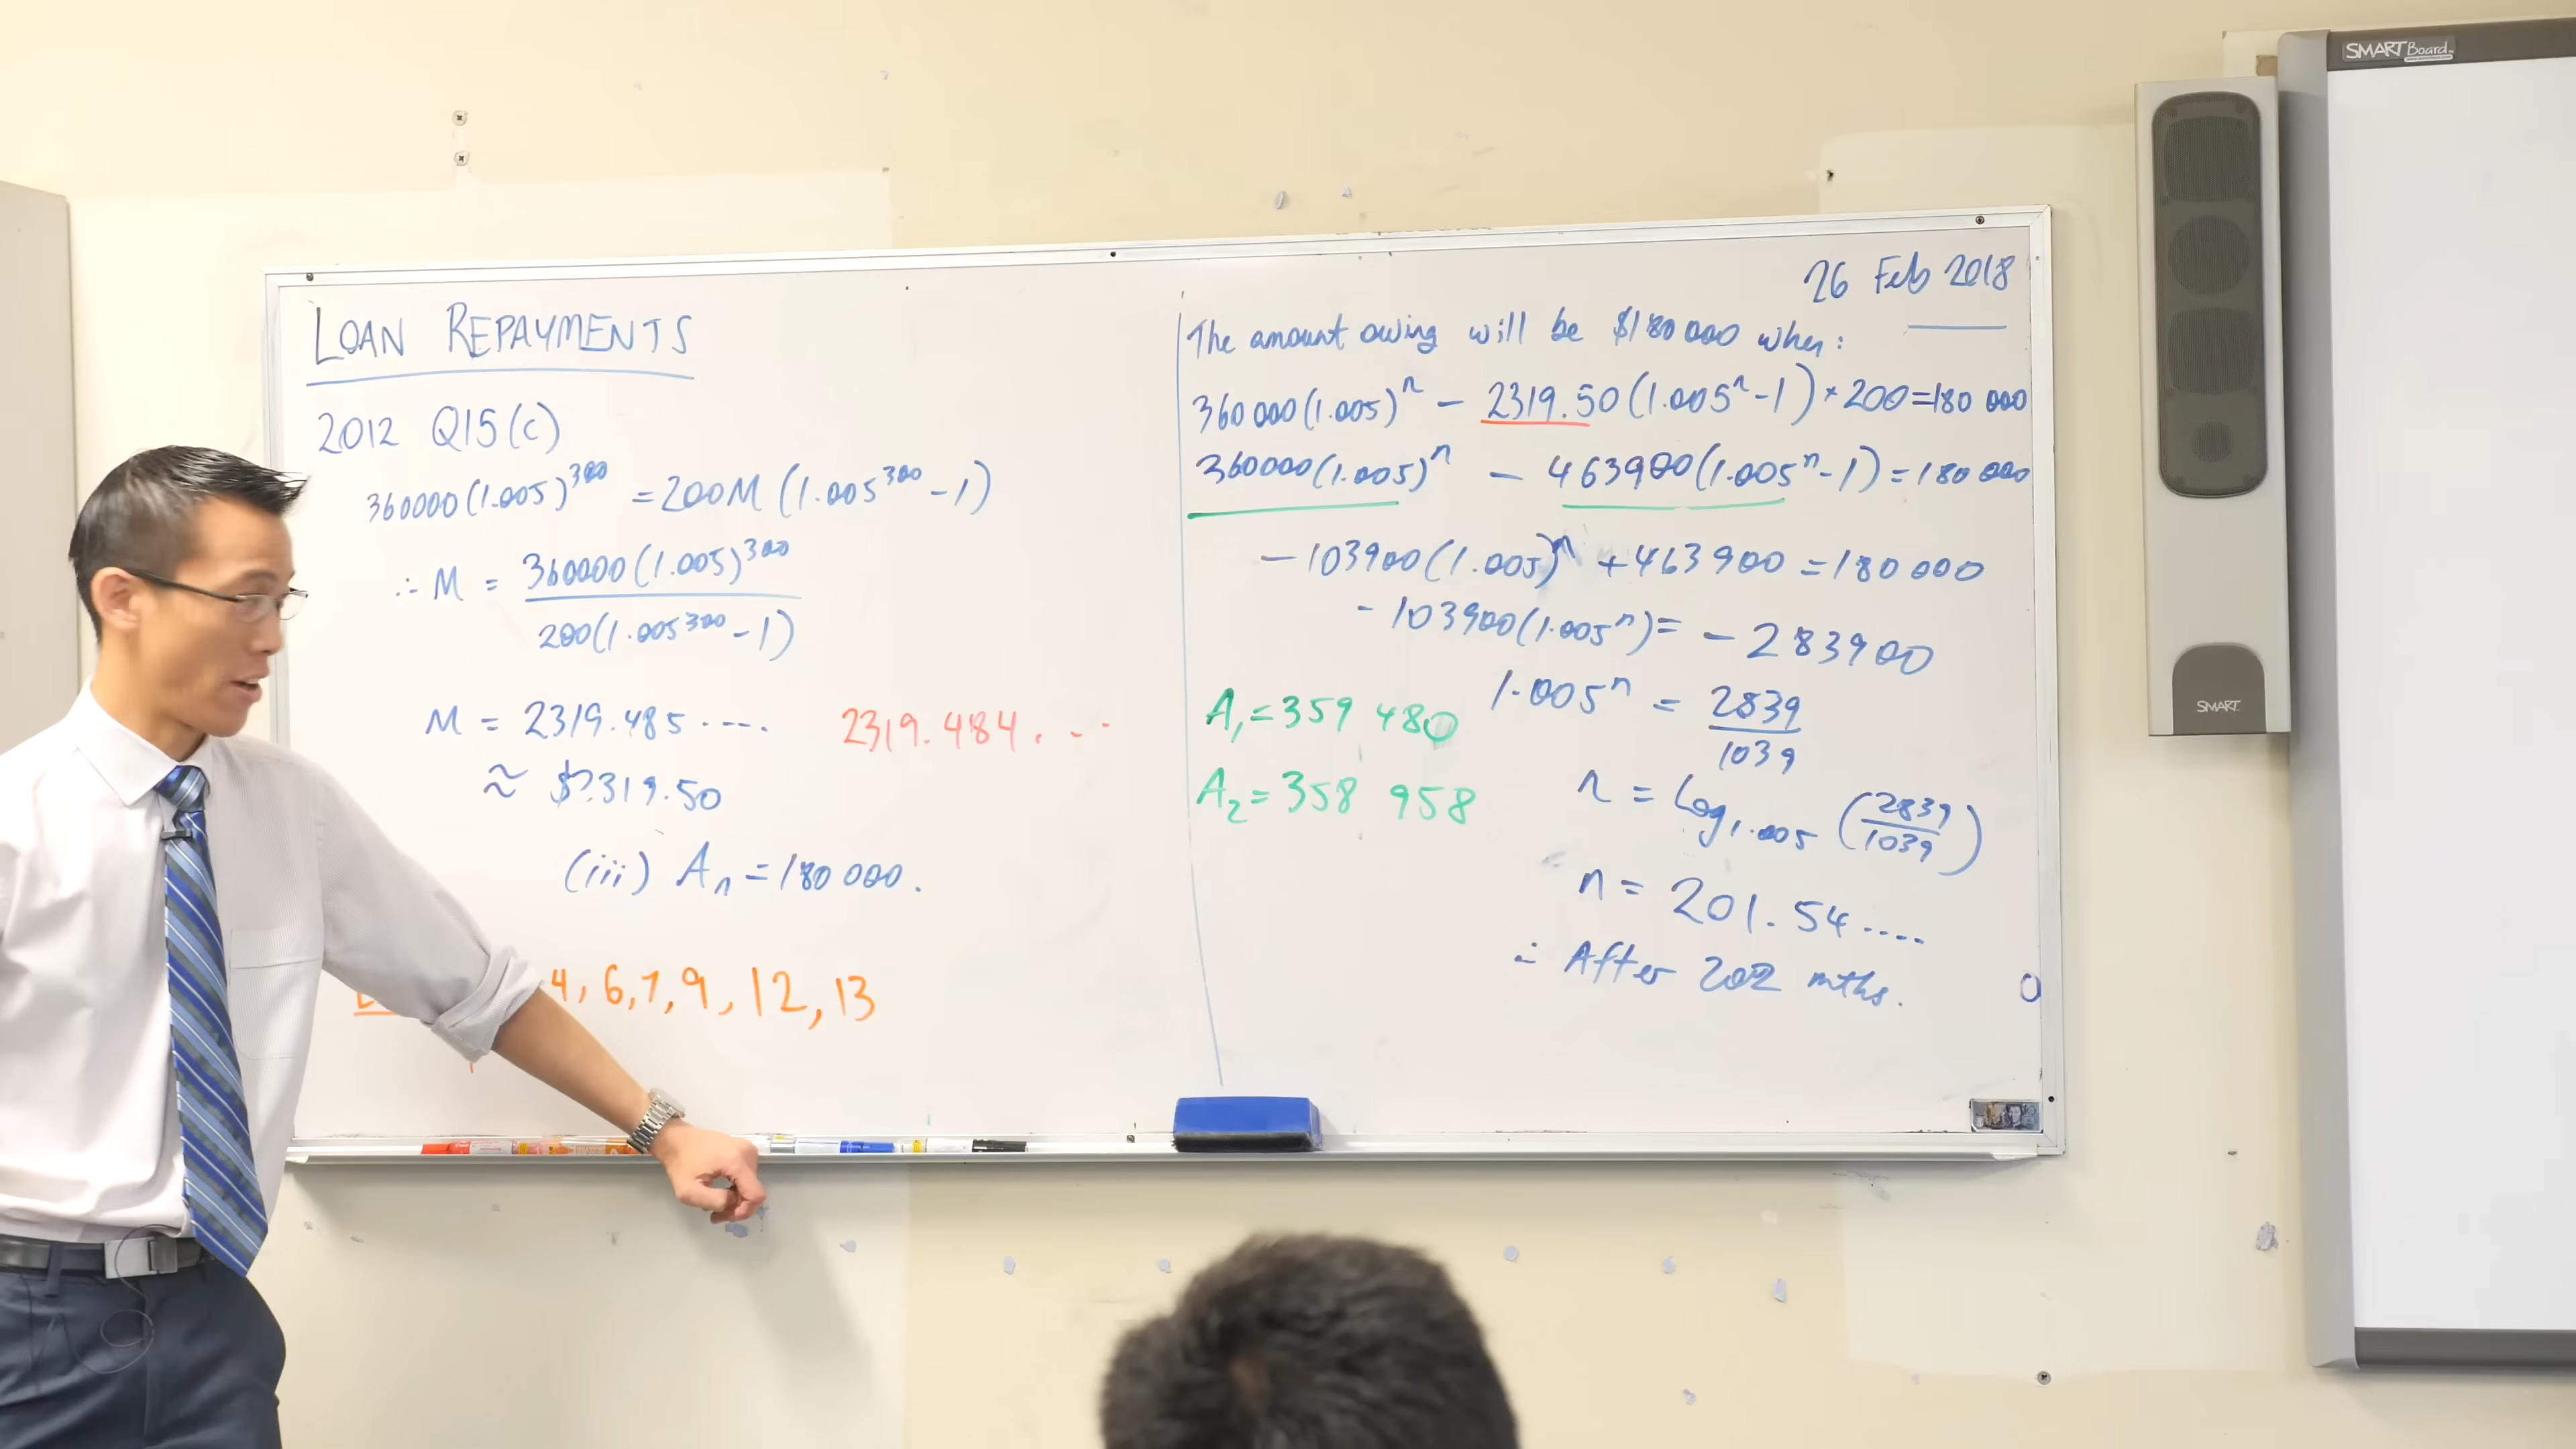 LOAN REPAYMENTS
2012 Q15(c)
360000(1.005)^300 = 200M(1.005^300 - 1)
∴ M = 360000(1.005)^300
200(1.005^300 - 1)
M = 2319.485.... 2319.484...
≈ $2319.50
(iii) Aₙ = 180 000.
4, 6, 7, 9, 12, 13
26 Feb 2018
The amount owing will be $180 000 when:
360 000(1.005)^n - 2319.50(1.005^n - 1) × 200 = 180 000
360000(1.005)^n - 463900(1.005^n - 1) = 180 000
- 103900(1.005)^n + 463900 = 180 000
- 103900(1.005^n) = - 283900
1.005^n = 2839
1039
A₁ = 359 480
A₂ = 358 958
n = log₁.₀₀₅ (2839/1039)
n = 201.54....
∴ After 202 mths.
SMART Board
SMART